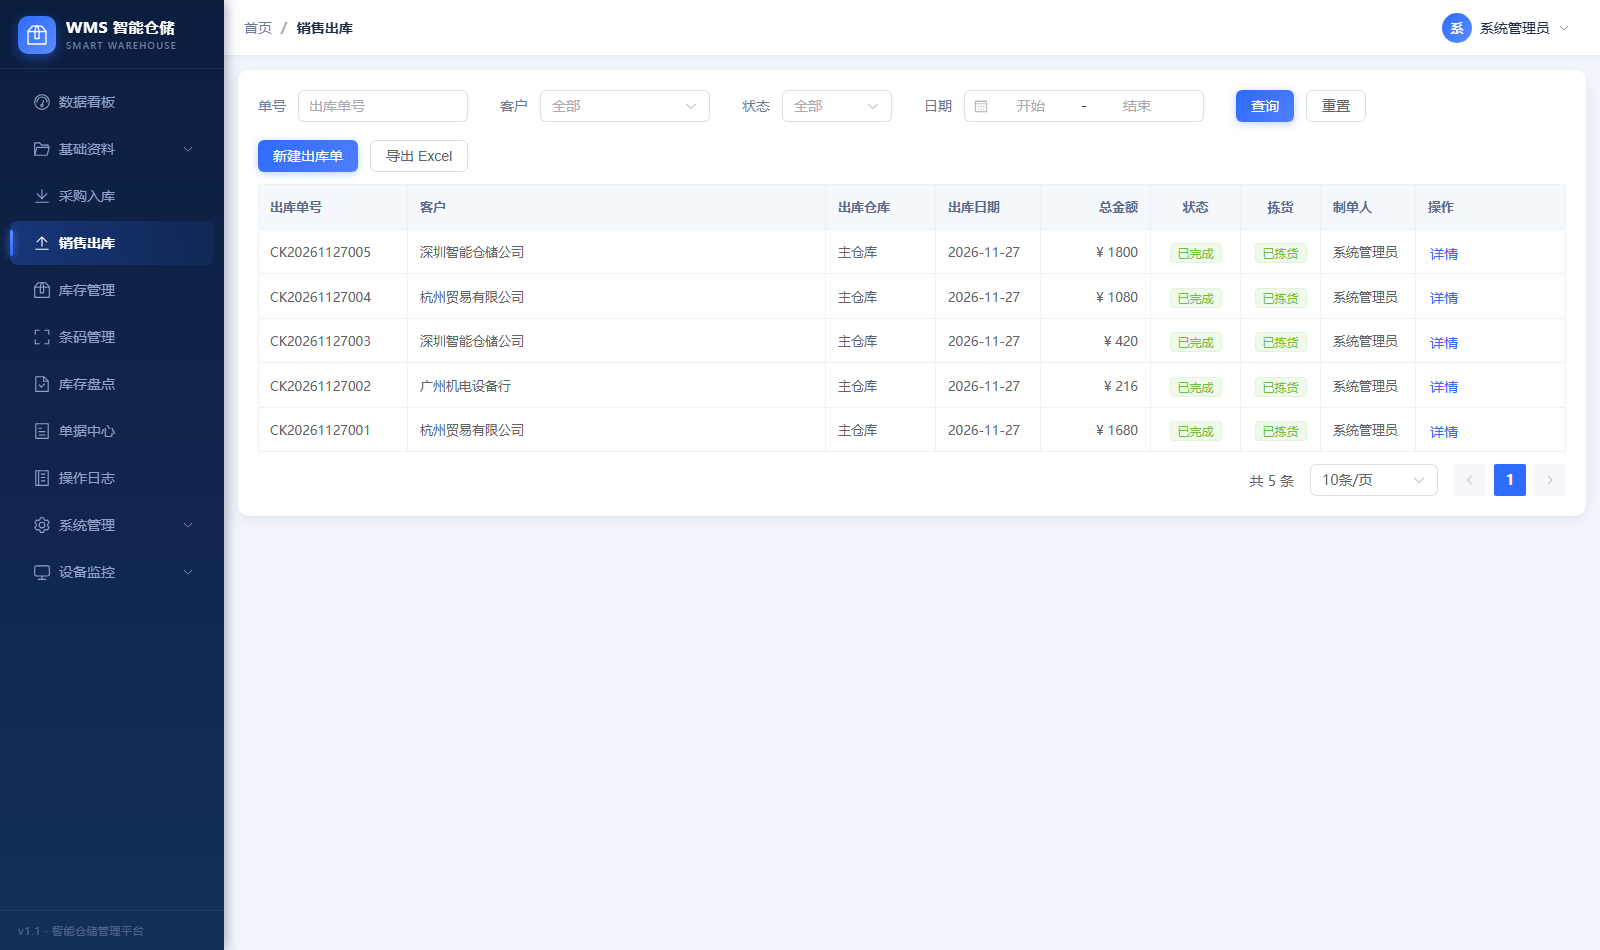 WMS 智能仓储
SMART WAREHOUSE
数据看板
基础资料
采购入库
销售出库
库存管理
条码管理
库存盘点
单据中心
操作日志
系统管理
设备监控
v1.1 · 智能仓储管理平台
首页 / 销售出库
系 系统管理员
单号 出库单号 客户 全部 状态 全部 日期 开始 - 结束 查询 重置
新建出库单 导出 Excel
出库单号 客户 出库仓库 出库日期 总金额 状态 拣货 制单人 操作
CK20261127005 深圳智能仓储公司 主仓库 2026-11-27 ¥ 1800 已完成 已拣货 系统管理员 详情
CK20261127004 杭州贸易有限公司 主仓库 2026-11-27 ¥ 1080 已完成 已拣货 系统管理员 详情
CK20261127003 深圳智能仓储公司 主仓库 2026-11-27 ¥ 420 已完成 已拣货 系统管理员 详情
CK20261127002 广州机电设备行 主仓库 2026-11-27 ¥ 216 已完成 已拣货 系统管理员 详情
CK20261127001 杭州贸易有限公司 主仓库 2026-11-27 ¥ 1680 已完成 已拣货 系统管理员 详情
共 5 条 10条/页 1